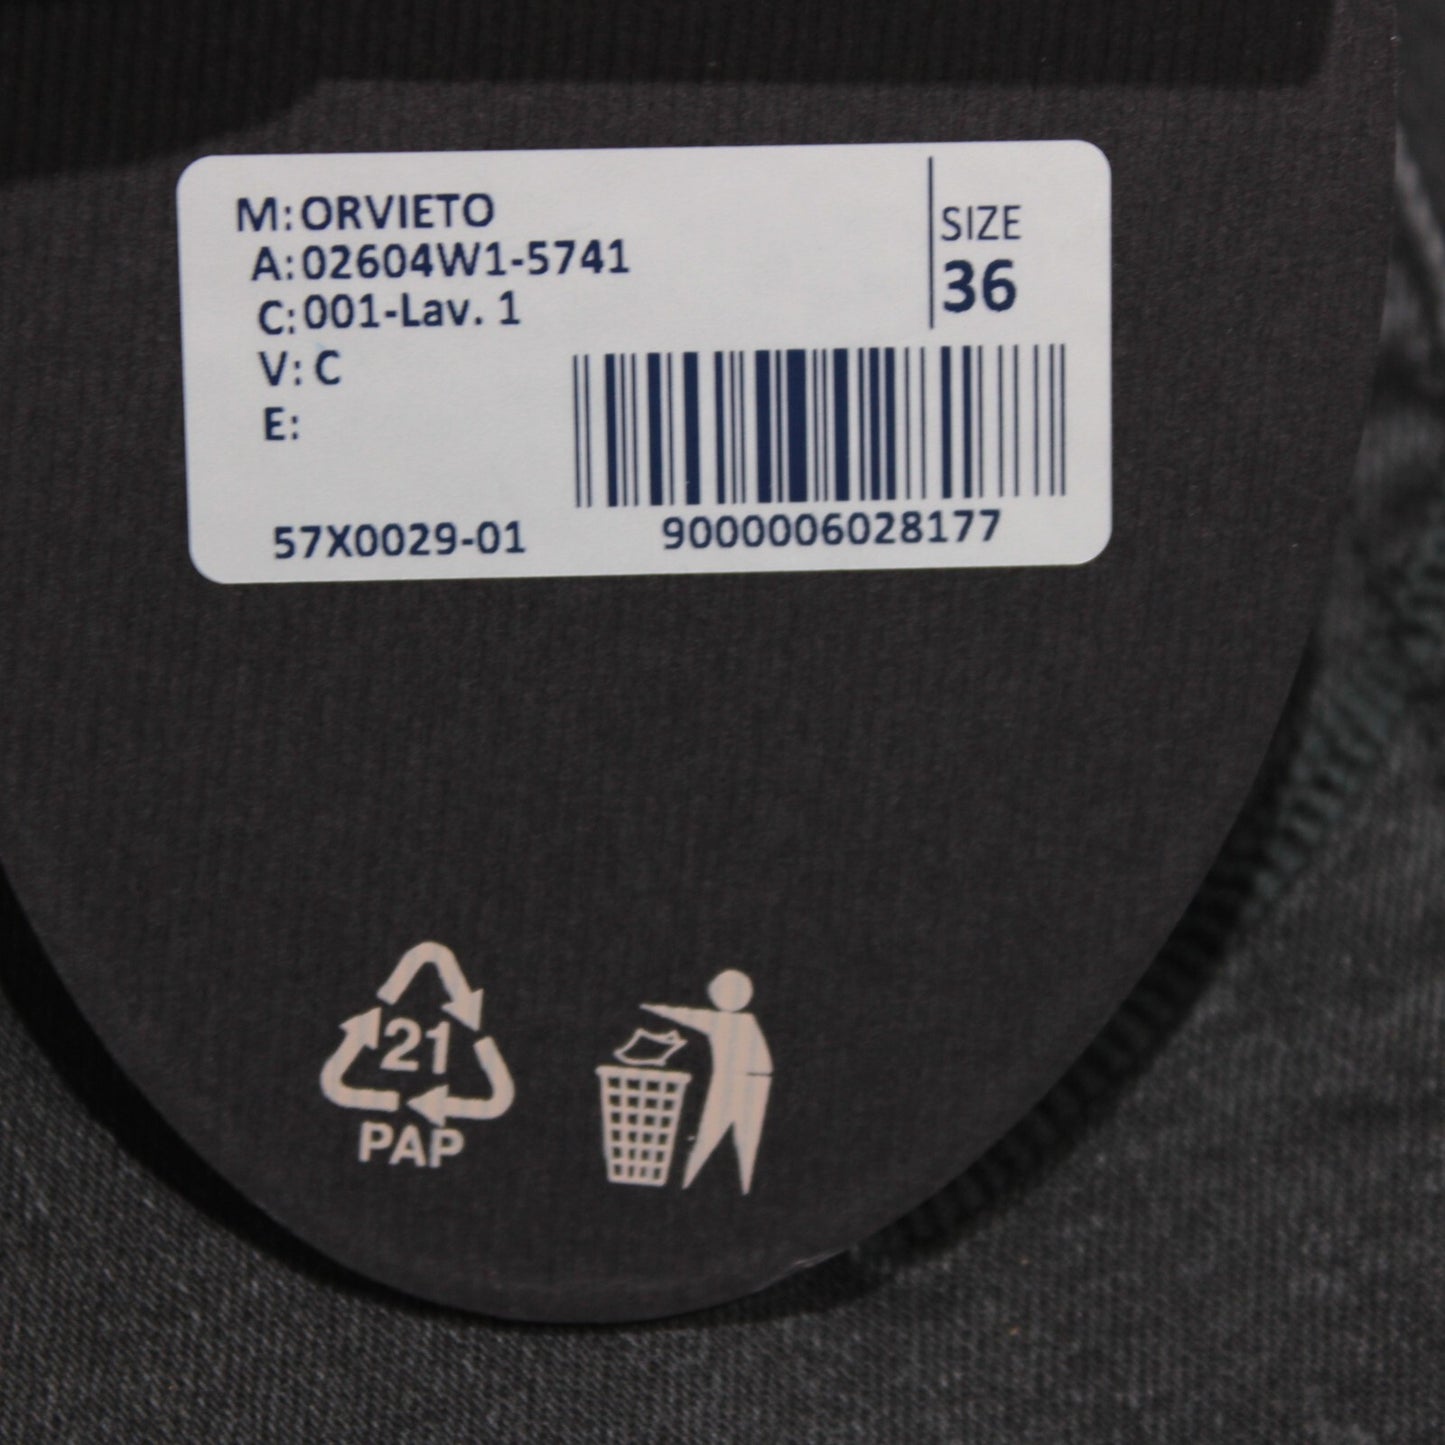 M: ORVIETO
A: 02604W1-5741
C: 001-Lav. 1
V: C
E:
SIZE
36
57X0029-01
9000006028177
21
PAP